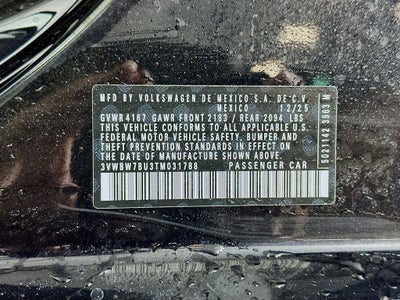 MFD BY VOLKSWAGEN DE MEXICO S.A. DE C.V.
MEXICO 12/25
GVWR 4167 GAWR FRONT 2183 / REAR 2094 LBS
THIS VEHICLE CONFORMS TO ALL APPLICABLE U.S.
FEDERAL MOTOR VEHICLE SAFETY, BUMPER AND
THEFT PREVENTION STANDARDS IN EFFECT
ON THE DATE OF MANUFACTURE SHOWN ABOVE
3VWBW7BU3TM031788 PASSENGER CAR
5021142 3903 M